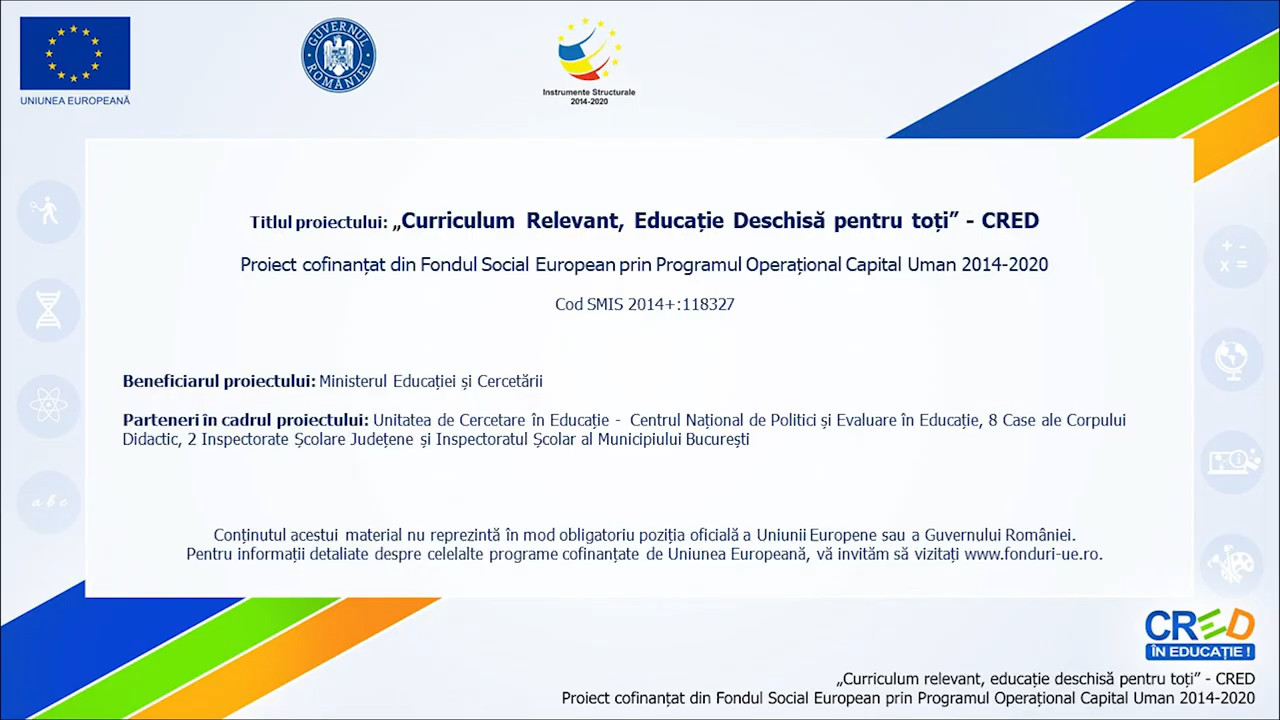 UNIUNEA EUROPEANĂ
GUVERNUL ROMÂNIEI
Instrumente Structurale
2014-2020
Titlul proiectului: „Curriculum Relevant, Educație Deschisă pentru toți” - CRED
Proiect cofinanțat din Fondul Social European prin Programul Operațional Capital Uman 2014-2020
Cod SMIS 2014+:118327
+ -
x =
Beneficiarul proiectului: Ministerul Educației și Cercetării
Parteneri în cadrul proiectului: Unitatea de Cercetare în Educație - Centrul Național de Politici și Evaluare în Educație, 8 Case ale Corpului
Didactic, 2 Inspectorate Școlare Județene și Inspectoratul Școlar al Municipiului București
a b c
Conținutul acestui material nu reprezintă în mod obligatoriu poziția oficială a Uniunii Europene sau a Guvernului României.
Pentru informații detaliate despre celelalte programe cofinanțate de Uniunea Europeană, vă invităm să vizitați www.fonduri-ue.ro.
CRED
ÎN EDUCAȚIE !
„Curriculum relevant, educație deschisă pentru toți” - CRED
Proiect cofinanțat din Fondul Social European prin Programul Operațional Capital Uman 2014-2020